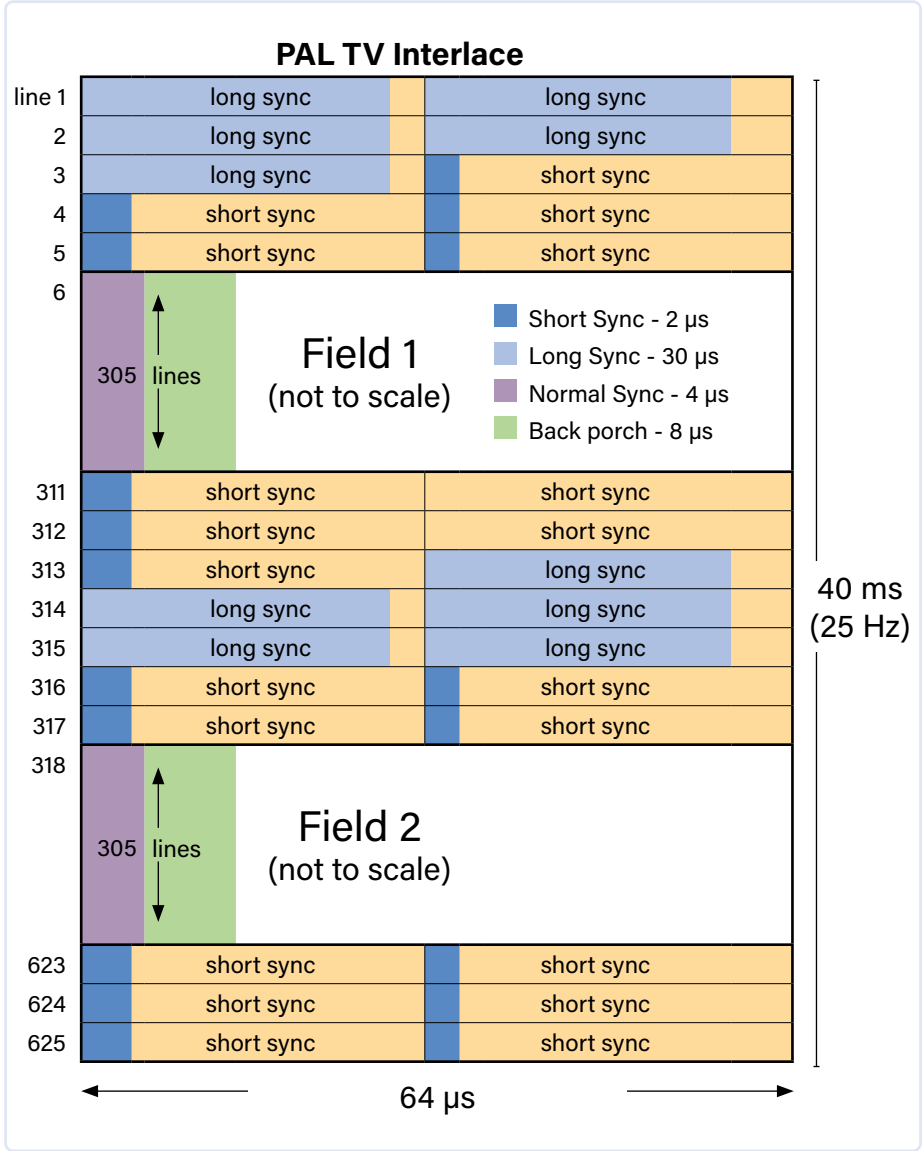 PAL TV Interlace
line 1 long sync long sync
2 long sync long sync
3 long sync short sync
4 short sync short sync
5 short sync short sync
6
Field 1
(not to scale)
305 lines
Short Sync - 2 µs
Long Sync - 30 µs
Normal Sync - 4 µs
Back porch - 8 µs
311 short sync short sync
312 short sync short sync
313 short sync long sync
314 long sync long sync
315 long sync long sync
316 short sync short sync
317 short sync short sync
40 ms
(25 Hz)
318
Field 2
(not to scale)
305 lines
623 short sync short sync
624 short sync short sync
625 short sync short sync
64 µs